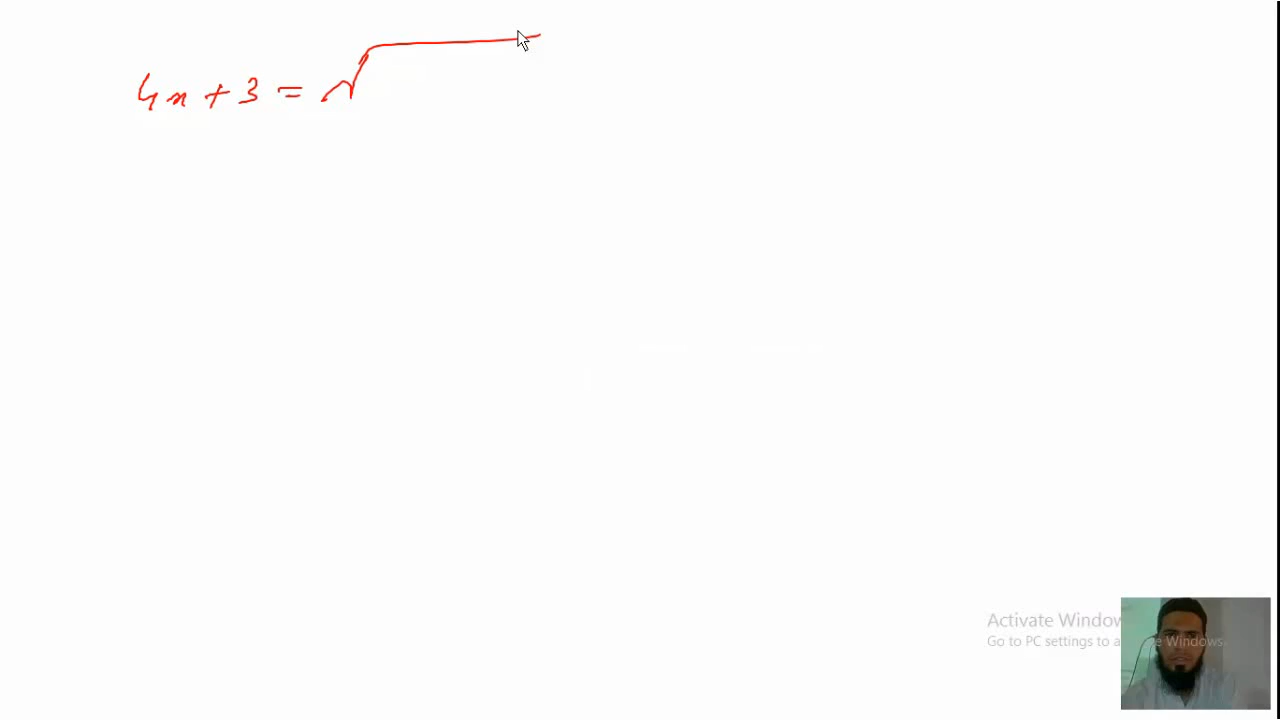 4x + 3 = √
Activate Window
Go to PC settings to a e Windows.